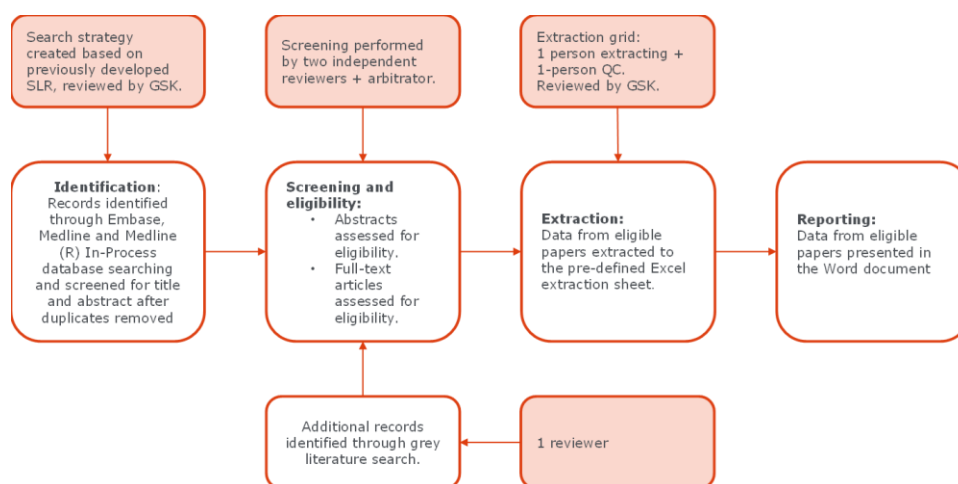 Search strategy
created based on
previously developed
SLR, reviewed by GSK.
Screening performed
by two independent
reviewers + arbitrator.
Extraction grid:
1 person extracting +
1-person QC.
Reviewed by GSK.
Identification:
Records identified
through Embase,
Medline and Medline
(R) In-Process
database searching
and screened for title
and abstract after
duplicates removed
Screening and
eligibility:
• Abstracts
assessed for
eligibility.
• Full-text
articles
assessed for
eligibility.
Extraction:
Data from eligible
papers extracted to
the pre-defined Excel
extraction sheet.
Reporting:
Data from eligible
papers presented in
the Word document
Additional records
identified through grey
literature search.
1 reviewer